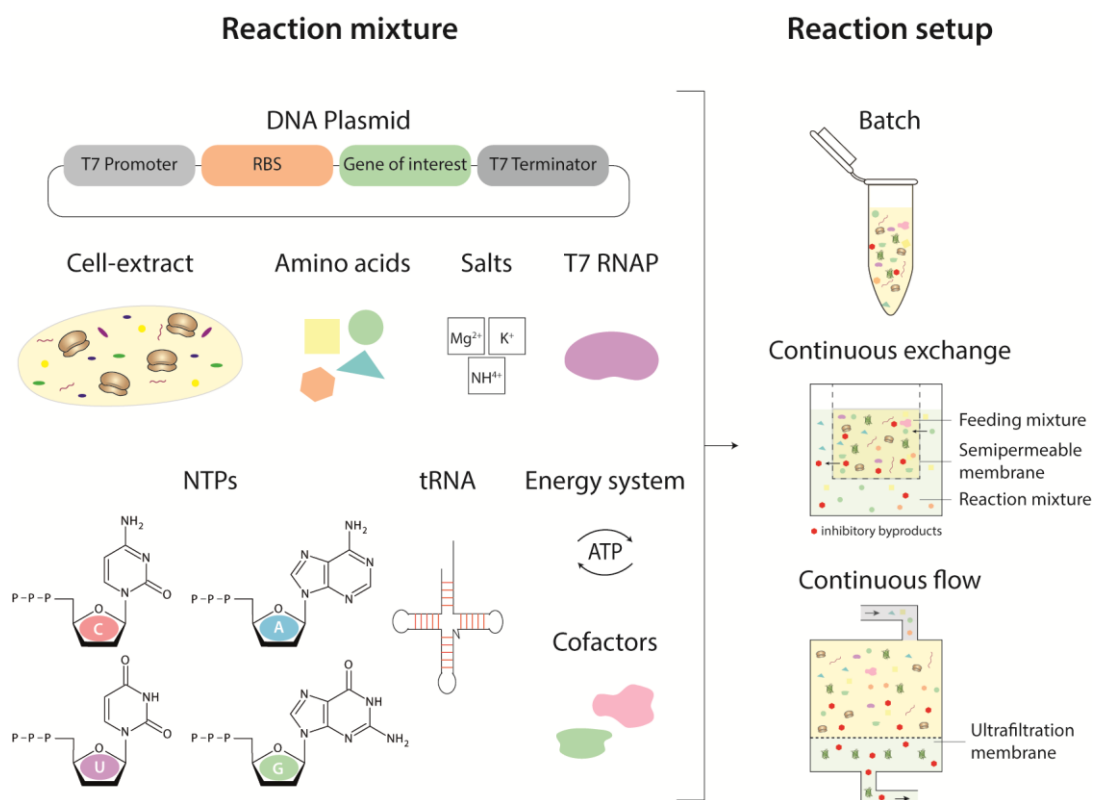 Reaction mixture
Reaction setup
DNA Plasmid
T7 Promoter
RBS
Gene of interest
T7 Terminator
Cell-extract
Amino acids
Salts
T7 RNAP
Mg²⁺
K⁺
NH⁴⁺
NTPs
tRNA
Energy system
NH₂
N
N
O
P-P-P
O
C
NH₂
N
N
N
N
P-P-P
O
A
N
ATP
Cofactors
O
NH
N
O
P-P-P
O
U
O
N
NH
N
N
NH₂
P-P-P
O
G
Batch
Continuous exchange
Feeding mixture
Semipermeable
membrane
Reaction mixture
inhibitory byproducts
Continuous flow
Ultrafiltration
membrane